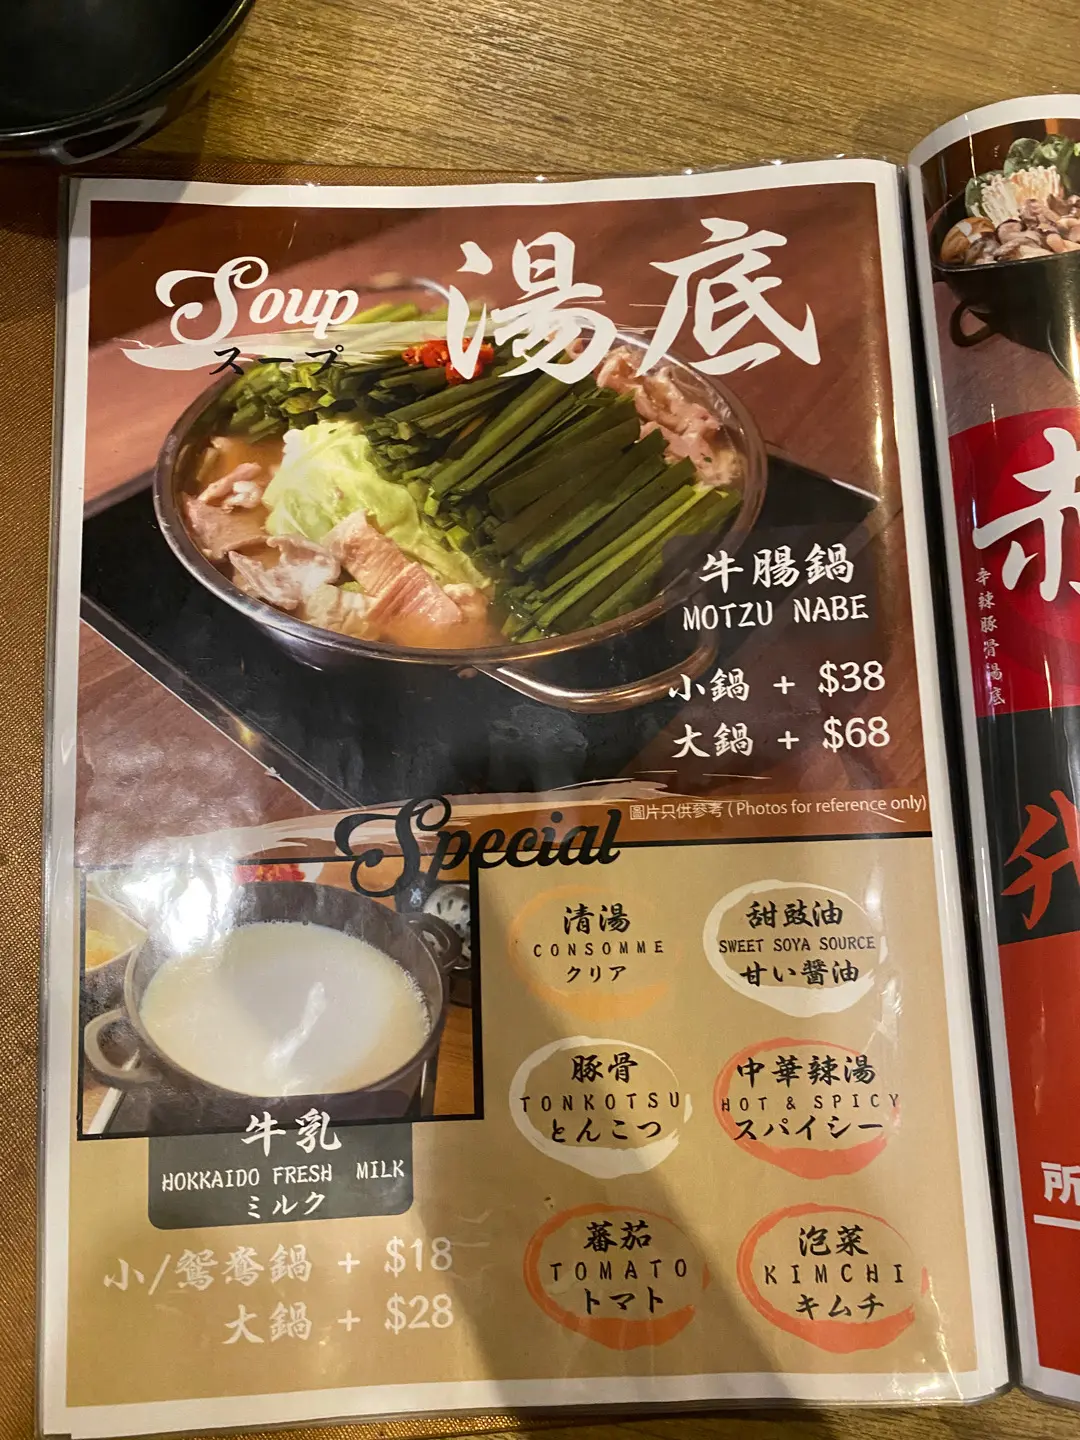 Soup
湯底
スープ
牛腸鍋
MOTZU NABE
小鍋 + $38
大鍋 + $68
圖片只供參考 ( Photos for reference only)
Special
清湯
CONSOMME
クリア
甜豉油
SWEET SOYA SOURCE
甘い醤油
豚骨
TONKOTSU
とんこつ
中華辣湯
HOT & SPICY
スパイシー
蕃茄
TOMATO
トマト
泡菜
KIMCHI
キムチ
牛乳
HOKKAIDO FRESH MILK
ミルク
小/鴛鴦鍋 + $18
大鍋 + $28
赤
辛辣豚骨湯底
所